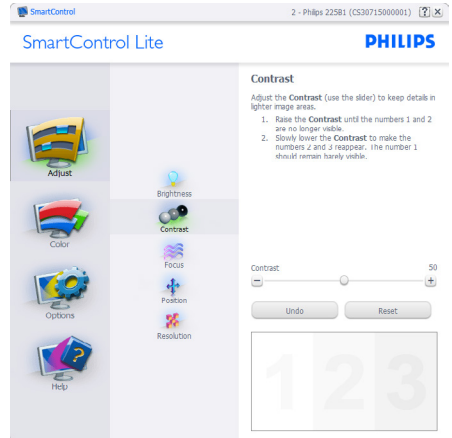 SmartControl
2 - Philips 225B1 (CS30715000001)
?
SmartControl Lite
PHILIPS
Adjust
Color
Options
Help
Brightness
Contrast
Focus
Position
Resolution
Contrast
Adjust the Contrast (use the slider) to keep details in
lighter image areas.
1. Raise the Contrast until the numbers 1 and 2
are no longer visible.
2. Slowly lower the Contrast to make the
numbers 2 and 3 reappear. The number 1
should remain barely visible.
Contrast 50
Undo Reset
1 2 3